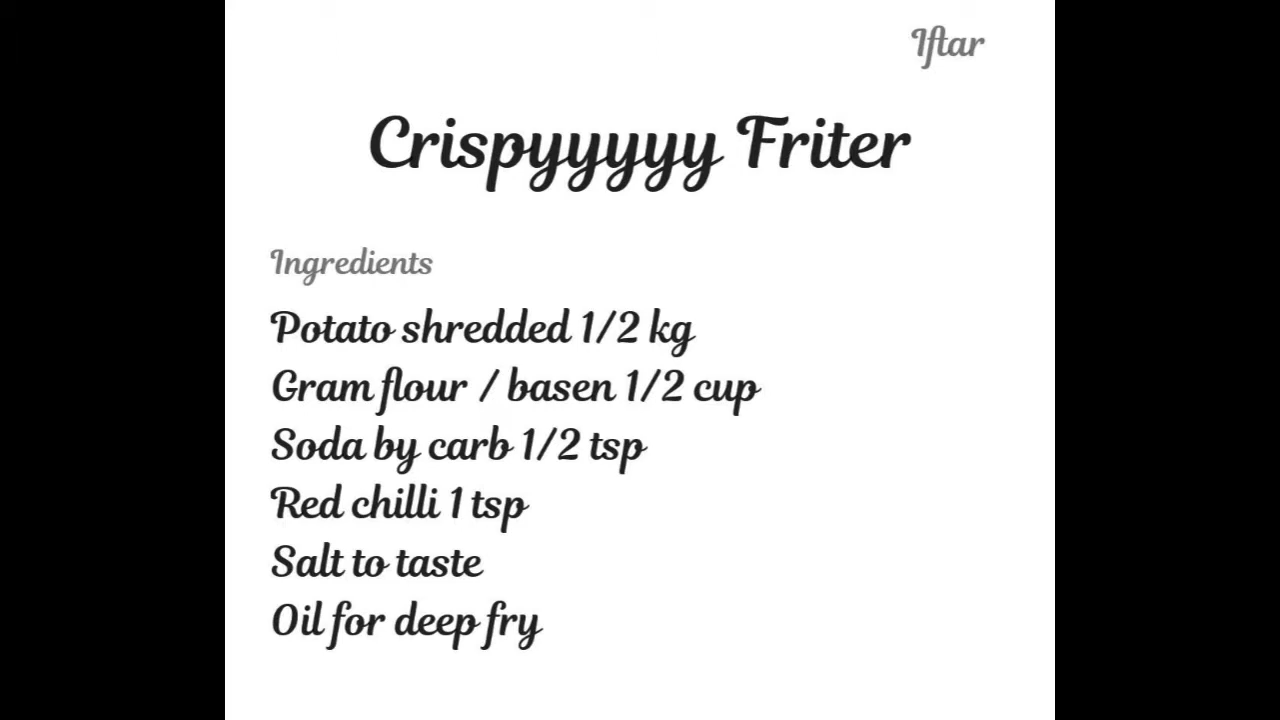 Iftar
Crispyyyyy Friter
Ingredients
Potato shredded 1/2 kg
Gram flour / basen 1/2 cup
Soda by carb 1/2 tsp
Red chilli 1 tsp
Salt to taste
Oil for deep fry